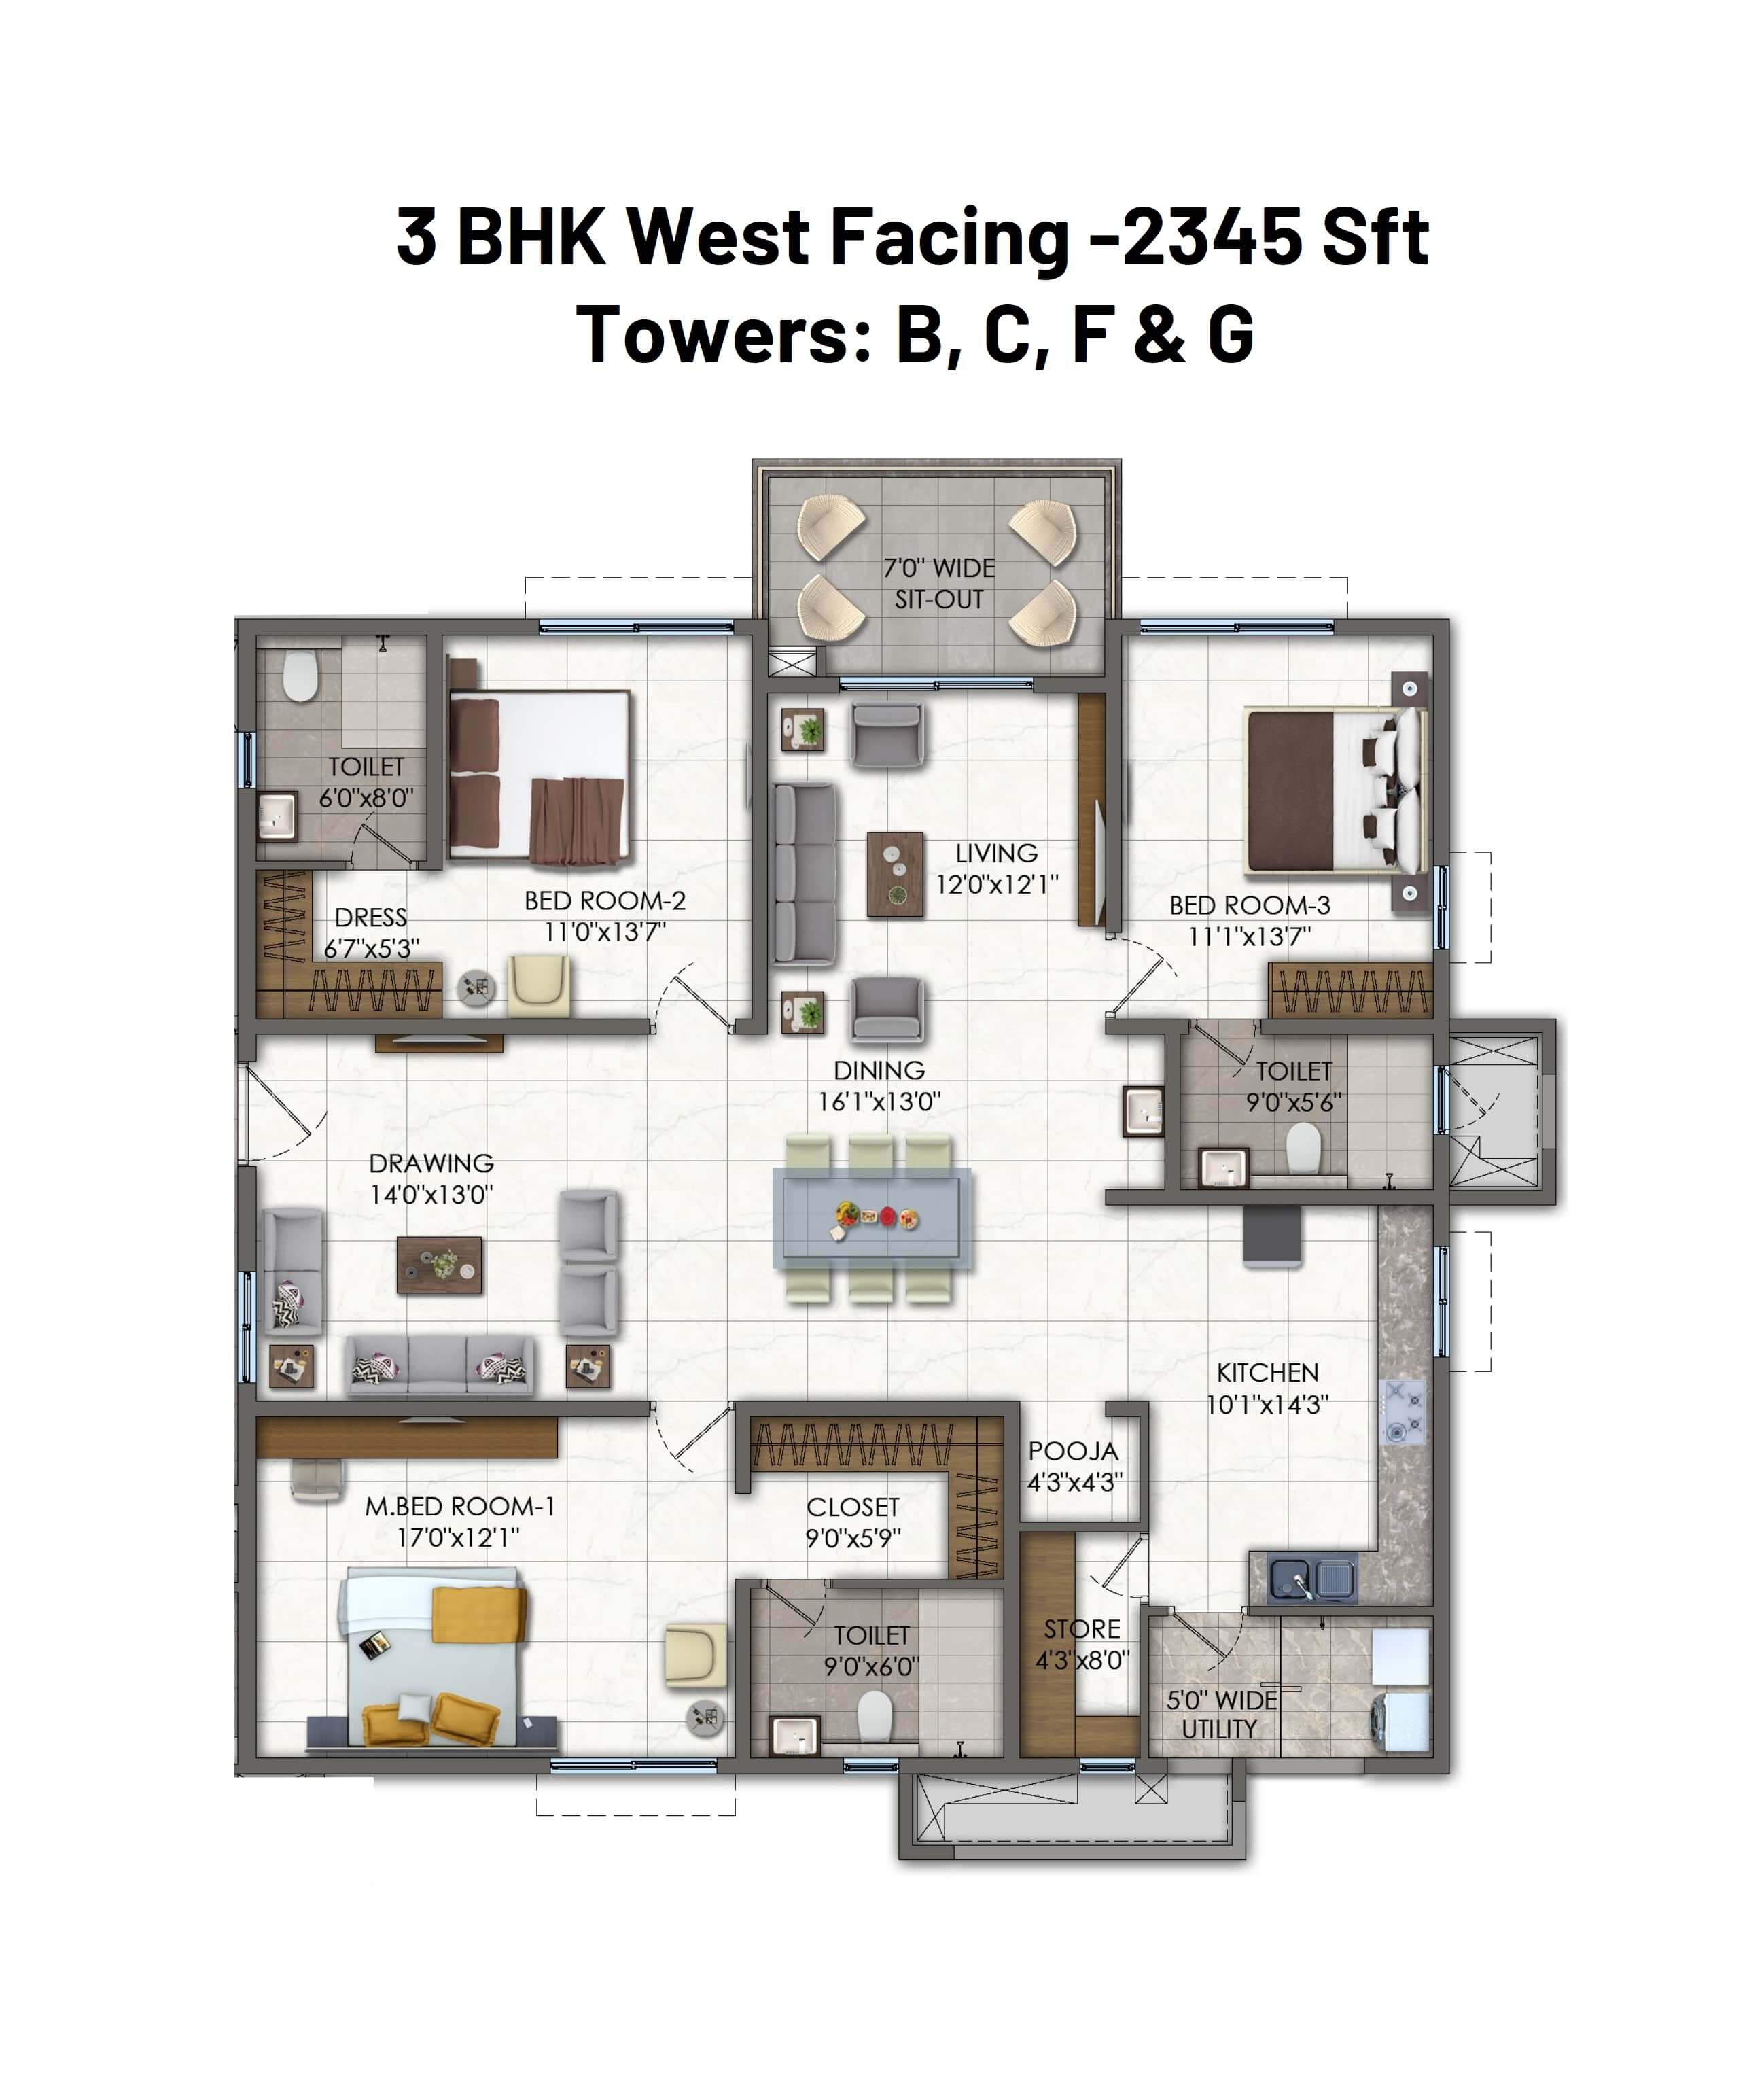 3 BHK West Facing -2345 Sft
Towers: B, C, F & G
7'0" WIDE
SIT-OUT
TOILET
6'0"x8'0"
LIVING
12'0"x12'1"
BED ROOM-2
11'0"x13'7"
BED ROOM-3
11'1"x13'7"
DRESS
6'7"x5'3"
DINING
16'1"x13'0"
TOILET
9'0"x5'6"
DRAWING
14'0"x13'0"
KITCHEN
10'1"x14'3"
POOJA
4'3"x4'3"
M.BED ROOM-1
17'0"x12'1"
CLOSET
9'0"x5'9"
TOILET
9'0"x6'0"
STORE
4'3"x8'0"
5'0" WIDE
UTILITY